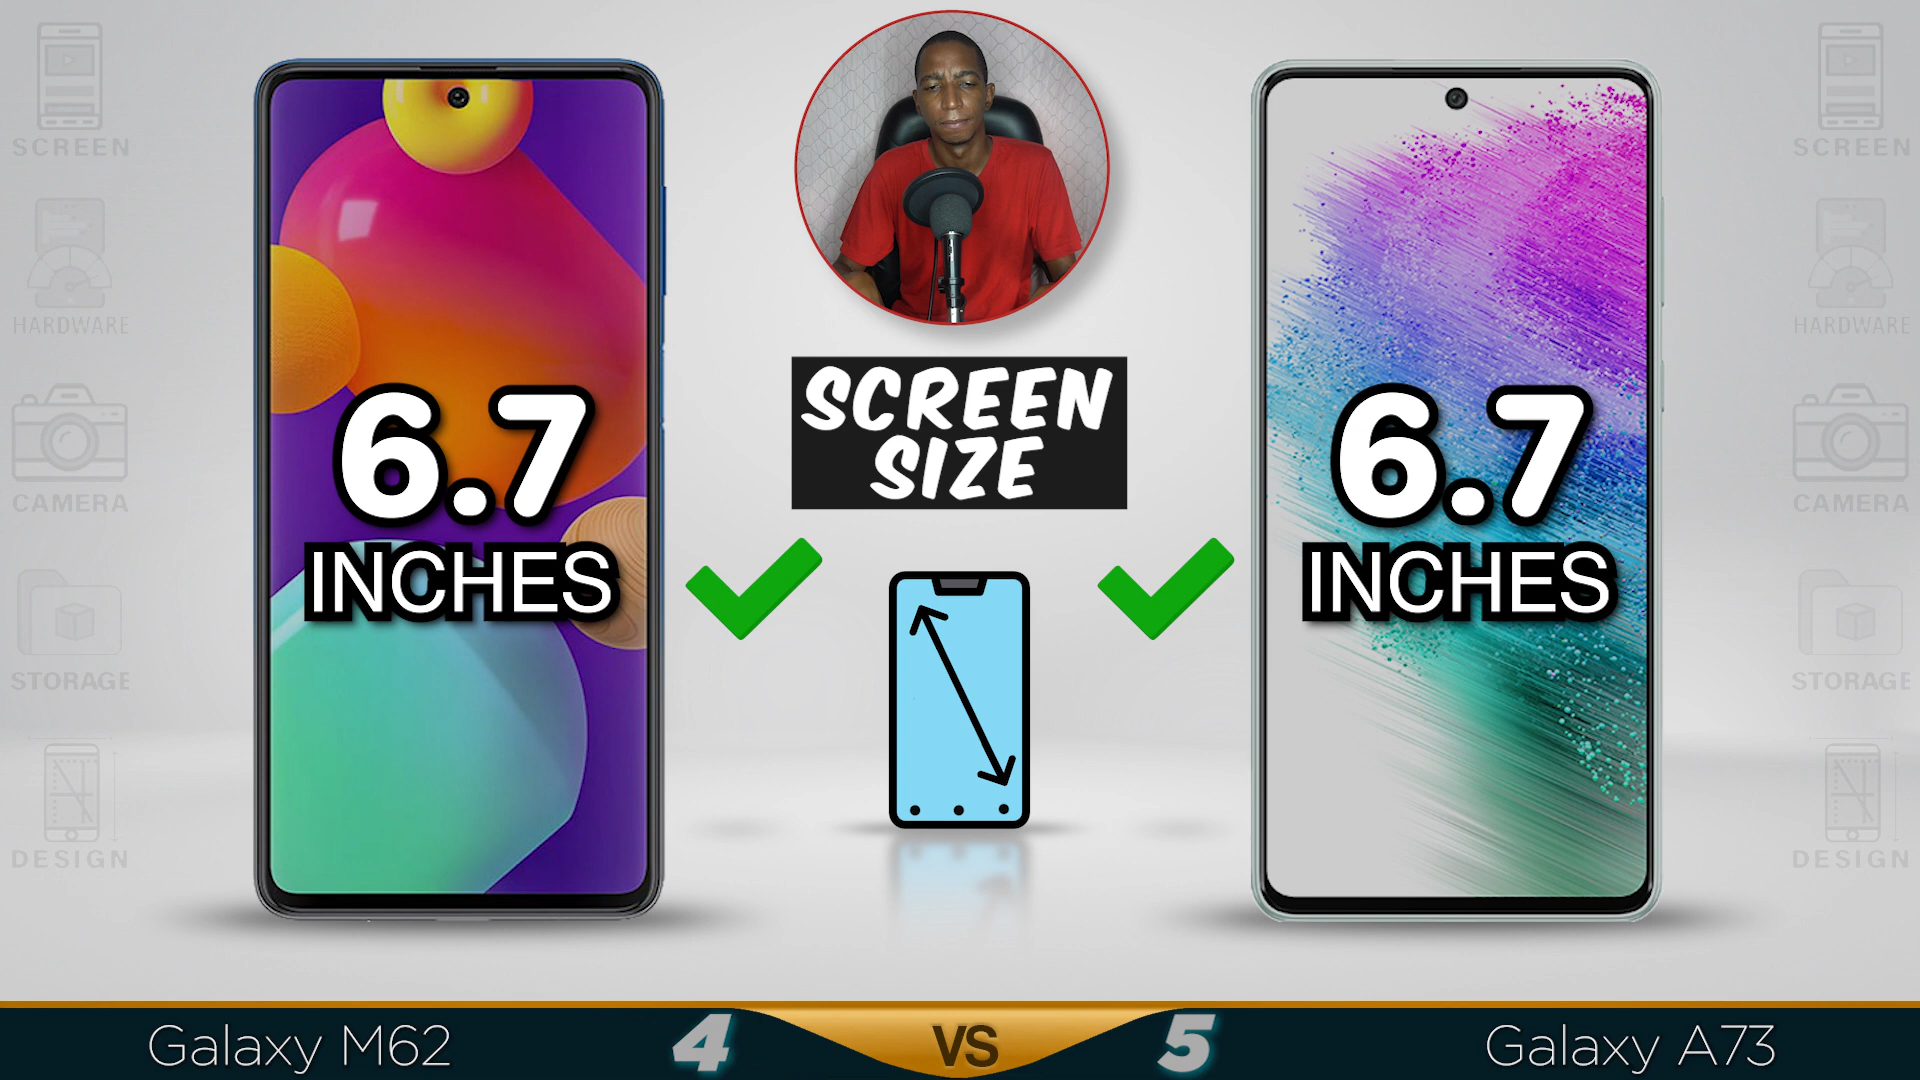 SCREEN
HARDWARE
CAMERA
STORAGE
DESIGN
6.7
INCHES
SCREEN
SIZE
6.7
INCHES
SCREEN
HARDWARE
CAMERA
STORAGE
DESIGN
Galaxy M62
4
VS
5
Galaxy A73